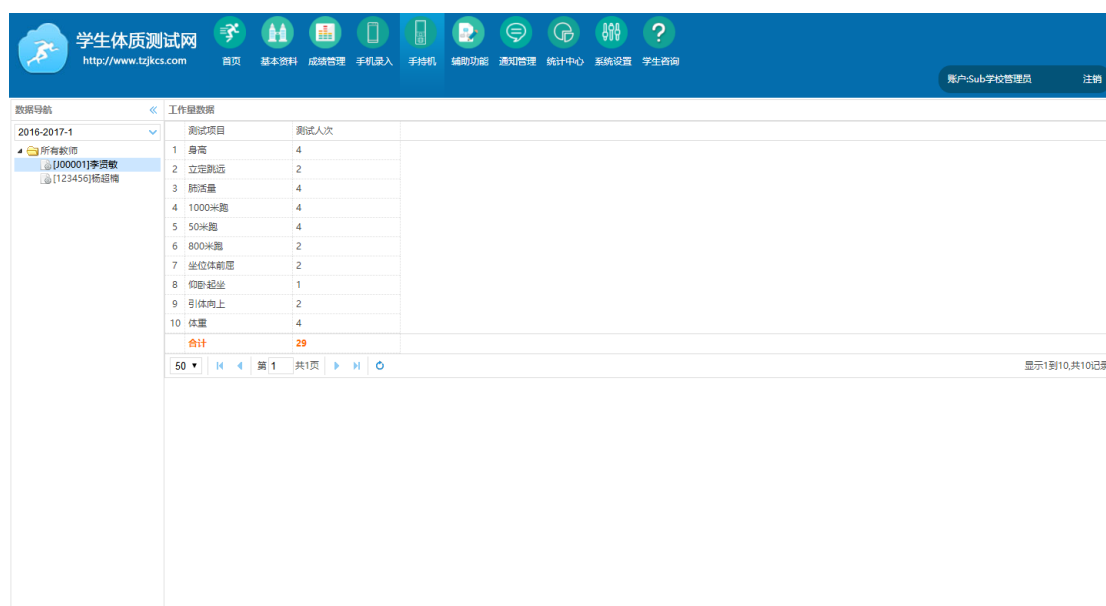 学生体质测试网
http://www.tzjkcs.com
首页 基本资料 成绩管理 手机录入 手持机 辅助功能 通知管理 统计中心 系统设置 学生咨询
账户:Sub学校管理员 注销
数据导航 工作量数据
2016-2017-1
所有教师
[J00001]李贤敏
[123456]杨超楠
测试项目 测试人次
1 身高 4
2 立定跳远 2
3 肺活量 4
4 1000米跑 4
5 50米跑 4
6 800米跑 2
7 坐位体前屈 2
8 仰卧起坐 1
9 引体向上 2
10 体重 4
合计 29
50 第 1 共1页 显示1到10,共10记录